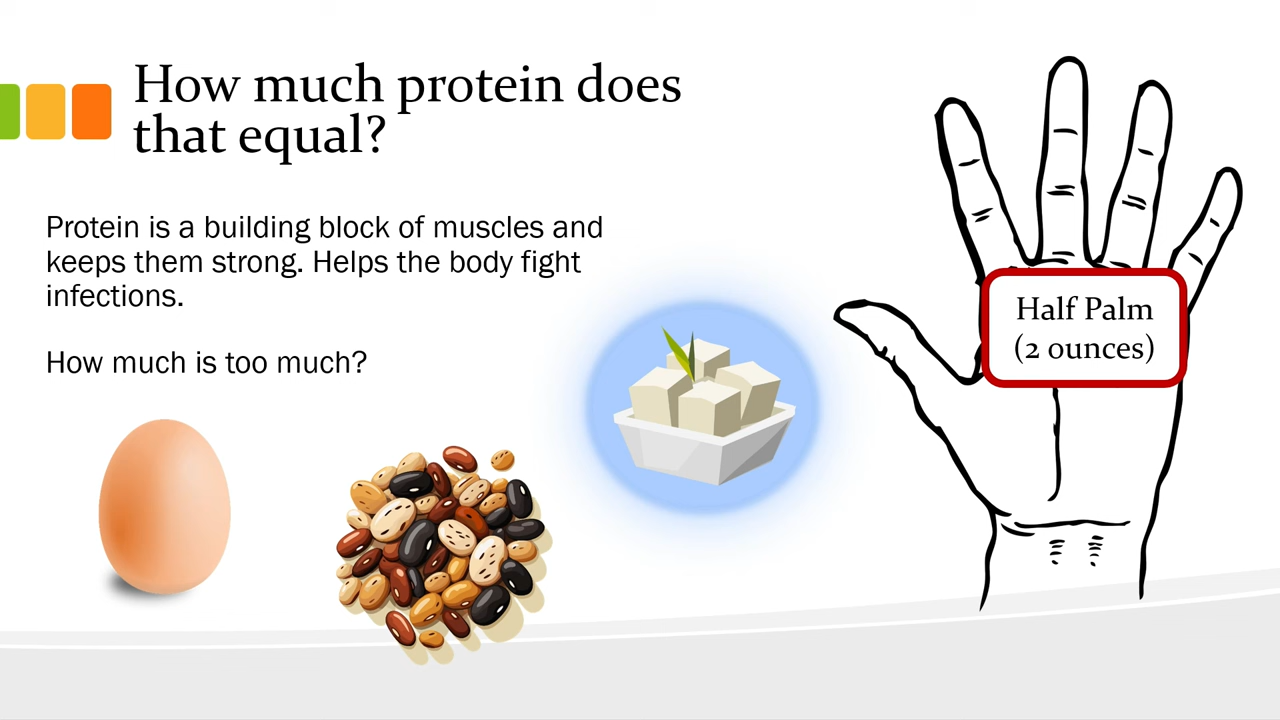 How much protein does
that equal?
Protein is a building block of muscles and
keeps them strong. Helps the body fight
infections.
How much is too much?
Half Palm
(2 ounces)